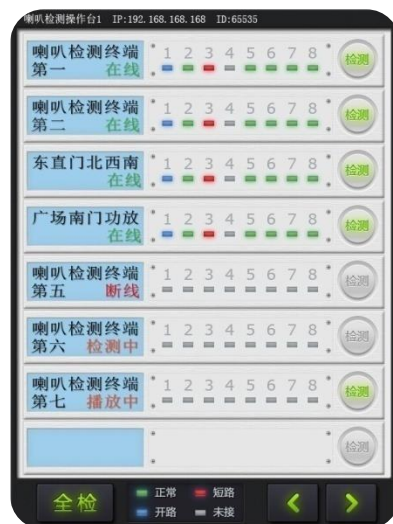 喇叭检测操作台1 IP:192.168.168.168 ID:65535
喇叭检测终端 1 2 3 4 5 6 7 8 检测
第一 在线
喇叭检测终端 1 2 3 4 5 6 7 8 检测
第二 在线
东直门北西南 1 2 3 4 5 6 7 8 检测
在线
广场南门功放 1 2 3 4 5 6 7 8 检测
在线
喇叭检测终端 1 2 3 4 5 6 7 8 检测
第五 断线
喇叭检测终端 1 2 3 4 5 6 7 8 检测
第六 检测中
喇叭检测终端 1 2 3 4 5 6 7 8 检测
第七 播放中
检测
全检 正常 短路
开路 未接